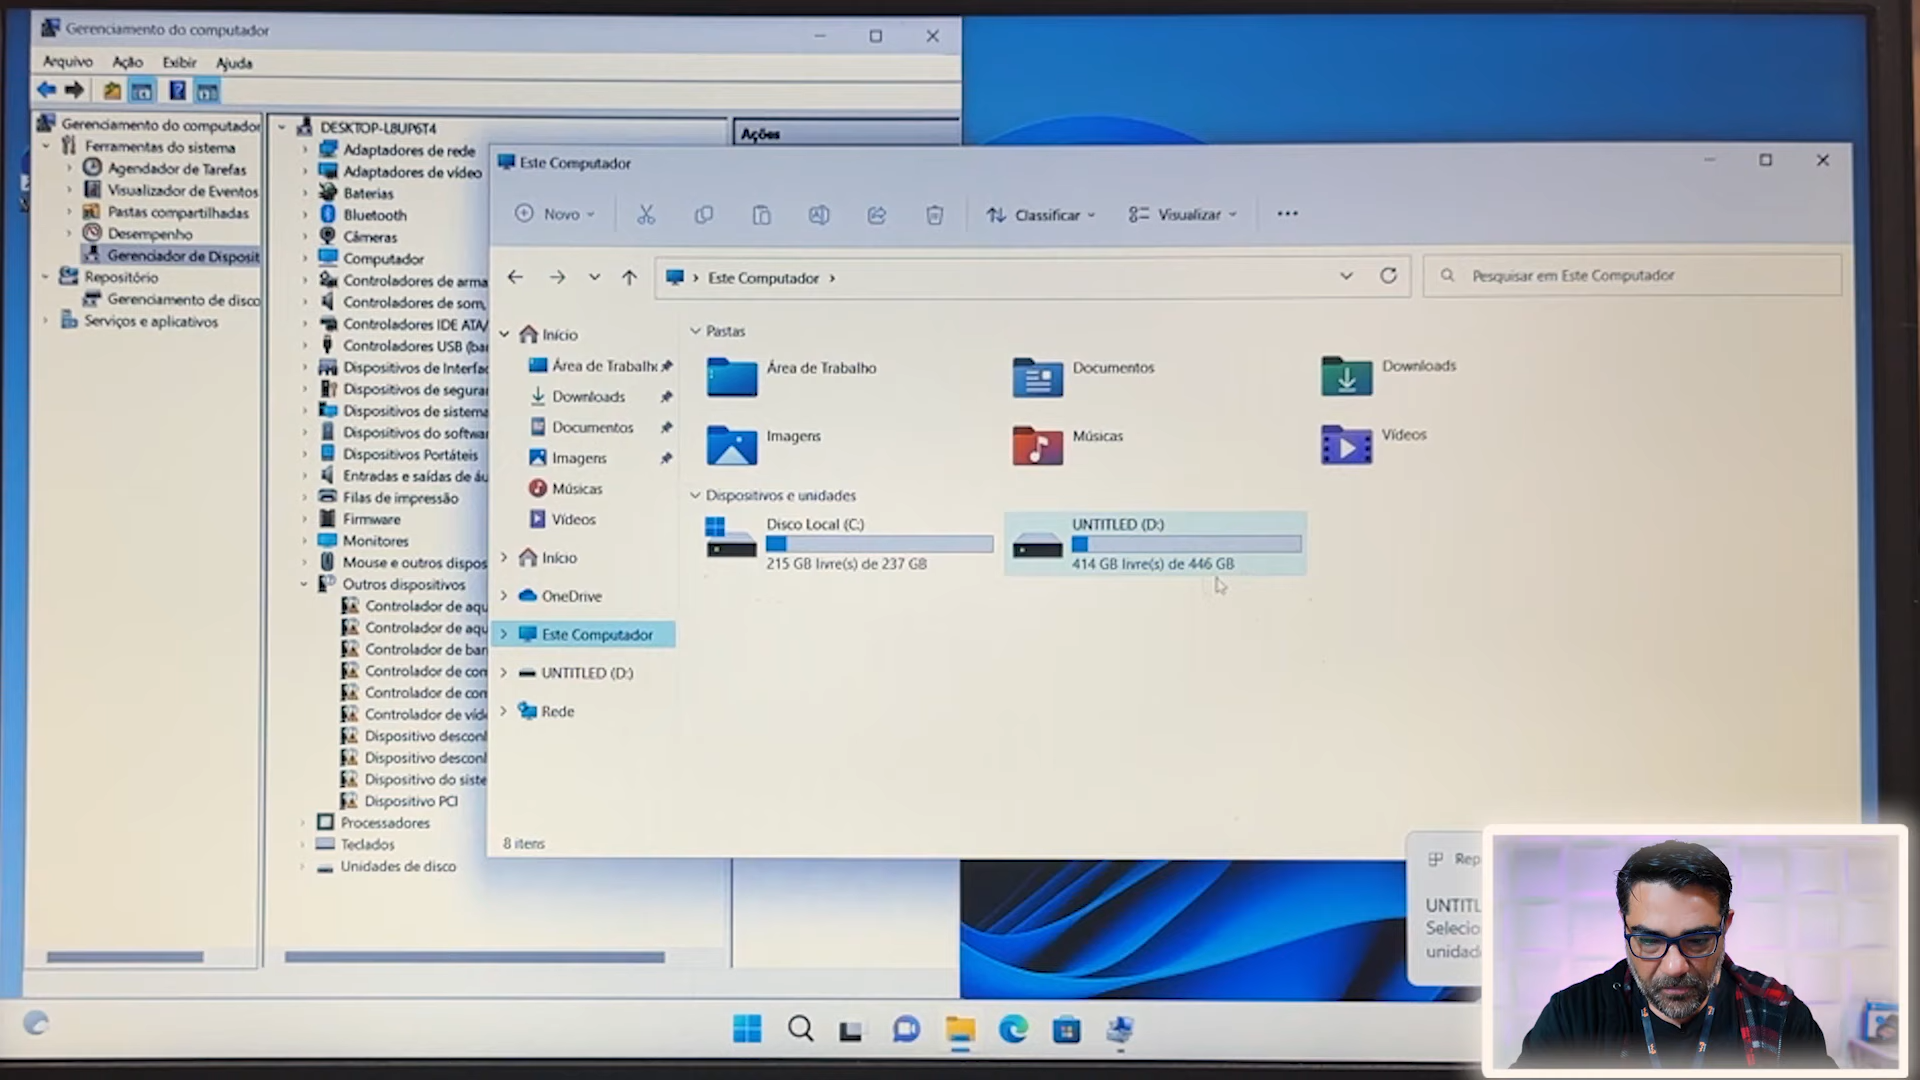 Gerenciamento do computador
Arquivo Ação Exibir Ajuda
Gerenciamento do computador
Ferramentas do sistema
Agendador de Tarefas
Visualizador de Eventos
Pastas compartilhadas
Desempenho
Gerenciador de Disposit
Repositório
Gerenciamento de disco
Serviços e aplicativos
DESKTOP-L8UP6T4
Adaptadores de rede
Adaptadores de vídeo
Baterias
Bluetooth
Câmeras
Computador
Controladores de arma
Controladores de som,
Controladores IDE ATA/
Controladores USB (bar
Dispositivos de Interfac
Dispositivos de seguran
Dispositivos de sistema
Dispositivos do softwar
Dispositivos Portáteis
Entradas e saídas de áu
Filas de impressão
Firmware
Monitores
Mouse e outros dispos
Outros dispositivos
Controlador de aqu
Controlador de aqu
Controlador de bar
Controlador de con
Controlador de con
Controlador de víde
Dispositivo desconl
Dispositivo desconl
Dispositivo do siste
Dispositivo PCI
Processadores
Teclados
Unidades de disco
Ações
Este Computador
Novo
Classificar
Visualizar
Este Computador
Pesquisar em Este Computador
Início
Área de Trabalho
Downloads
Documentos
Imagens
Músicas
Vídeos
Início
OneDrive
Este Computador
UNTITLED (D:)
Rede
Pastas
Área de Trabalho
Documentos
Downloads
Imagens
Músicas
Vídeos
Dispositivos e unidades
Disco Local (C:)
215 GB livre(s) de 237 GB
UNTITLED (D:)
414 GB livre(s) de 446 GB
8 itens
Rep
UNTITL
Selecio
unidad